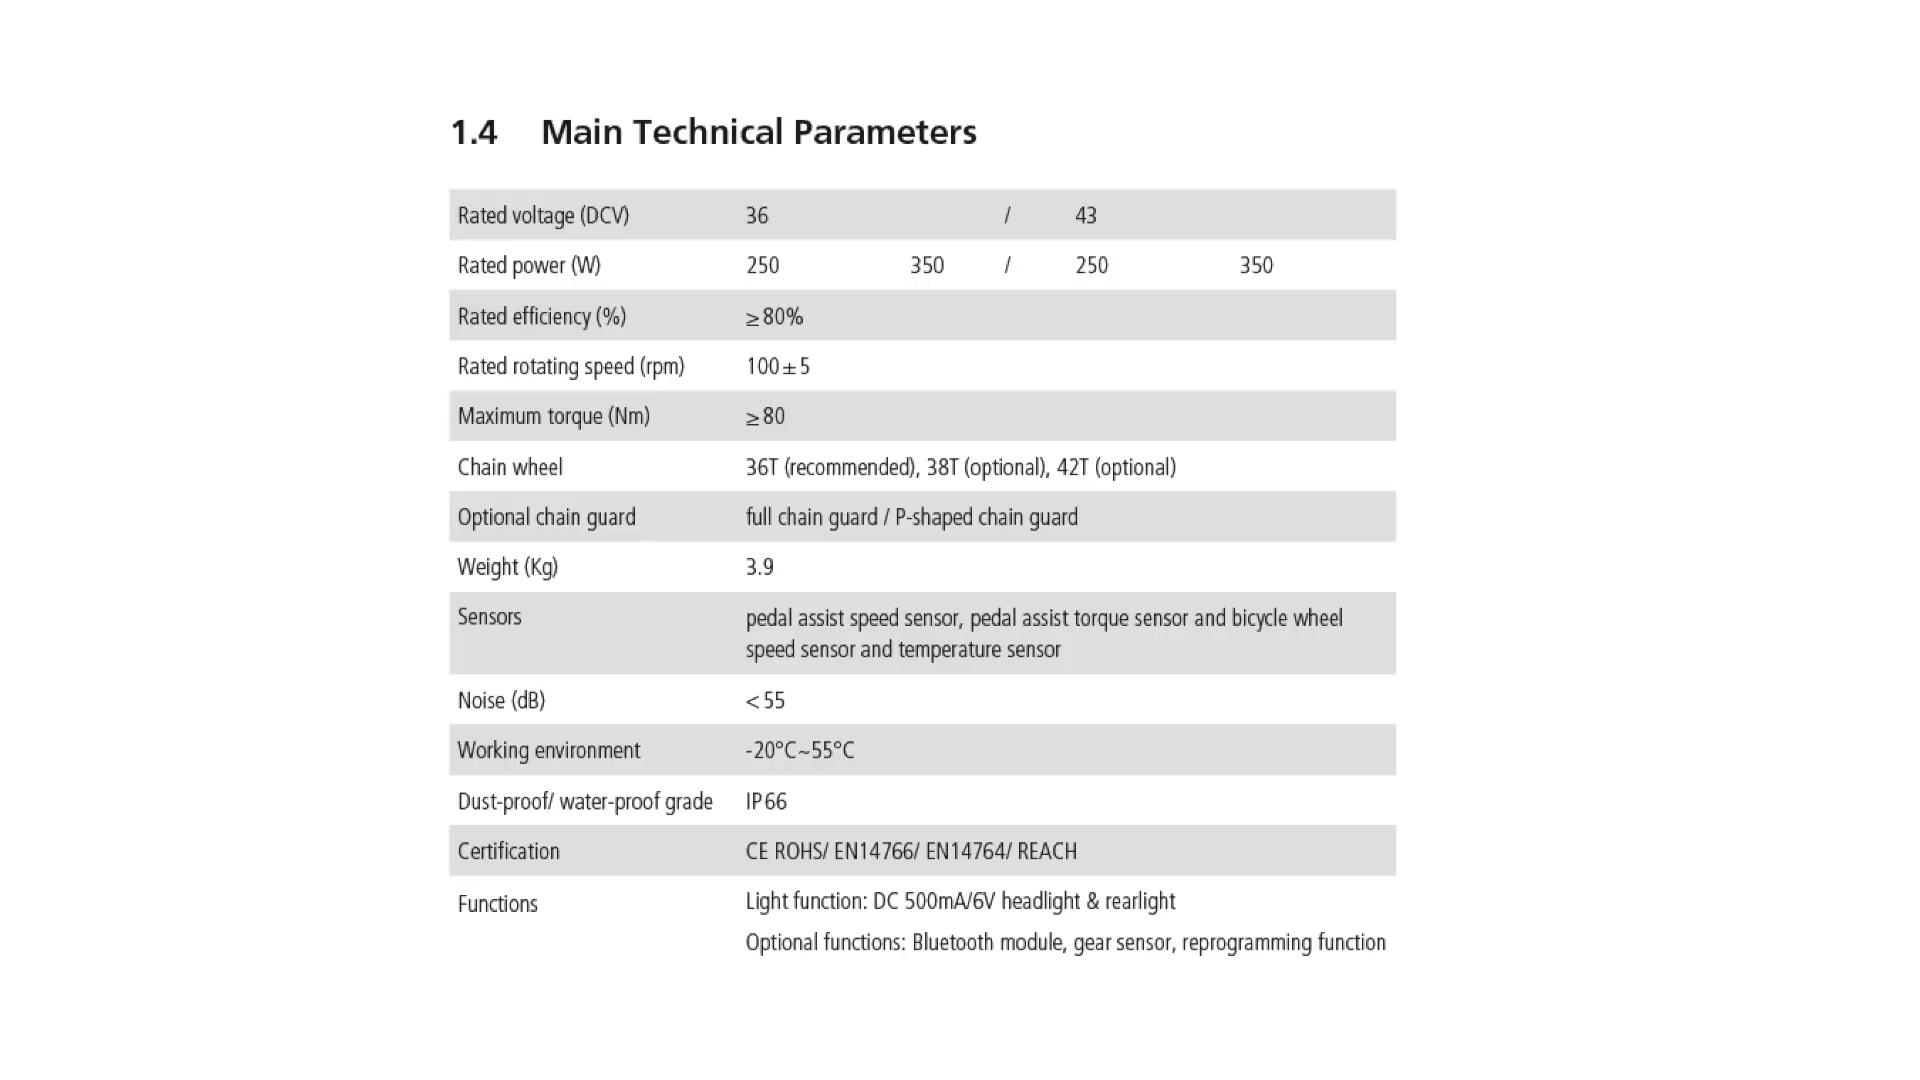 1.4 Main Technical Parameters
Rated voltage (DCV) 36 / 43
Rated power (W) 250 350 / 250 350
Rated efficiency (%) ≥80%
Rated rotating speed (rpm) 100±5
Maximum torque (Nm) ≥80
Chain wheel 36T (recommended), 38T (optional), 42T (optional)
Optional chain guard full chain guard / P-shaped chain guard
Weight (Kg) 3.9
Sensors pedal assist speed sensor, pedal assist torque sensor and bicycle wheel
speed sensor and temperature sensor
Noise (dB) <55
Working environment -20°C~55°C
Dust-proof/ water-proof grade IP66
Certification CE ROHS/ EN14766/ EN14764/ REACH
Functions Light function: DC 500mA/6V headlight & rearlight
Optional functions: Bluetooth module, gear sensor, reprogramming function